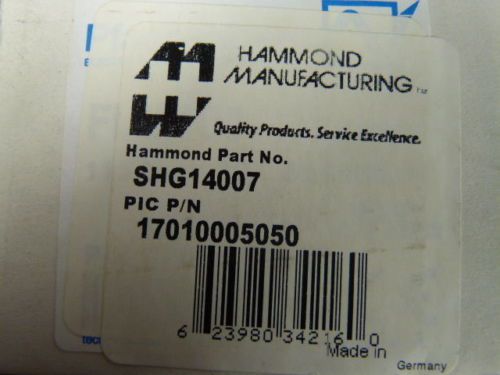 HAMMOND
MANUFACTURING TM
Quality Products. Service Excellence.
Hammond Part No.
SHG14007
PIC P/N
17010005050
6 23980 34216 0
Made in
Germany